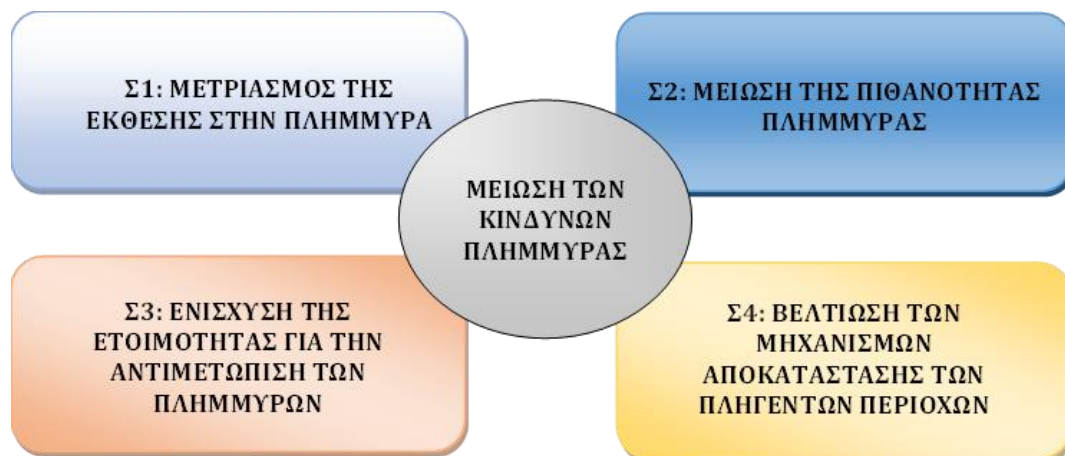 Σ1: ΜΕΤΡΙΑΣΜΟΣ ΤΗΣ
ΕΚΘΕΣΗΣ ΣΤΗΝ ΠΛΗΜΜΥΡΑ
Σ2: ΜΕΙΩΣΗ ΤΗΣ ΠΙΘΑΝΟΤΗΤΑΣ
ΠΛΗΜΜΥΡΑΣ
ΜΕΙΩΣΗ ΤΩΝ
ΚΙΝΔΥΝΩΝ
ΠΛΗΜΜΥΡΑΣ
Σ3: ΕΝΙΣΧΥΣΗ ΤΗΣ
ΕΤΟΙΜΟΤΗΤΑΣ ΓΙΑ ΤΗΝ
ΑΝΤΙΜΕΤΩΠΙΣΗ ΤΩΝ
ΠΛΗΜΜΥΡΩΝ
Σ4: ΒΕΛΤΙΩΣΗ ΤΩΝ
ΜΗΧΑΝΙΣΜΩΝ
ΑΠΟΚΑΤΑΣΤΑΣΗΣ ΤΩΝ
ΠΛΗΓΕΝΤΩΝ ΠΕΡΙΟΧΩΝ